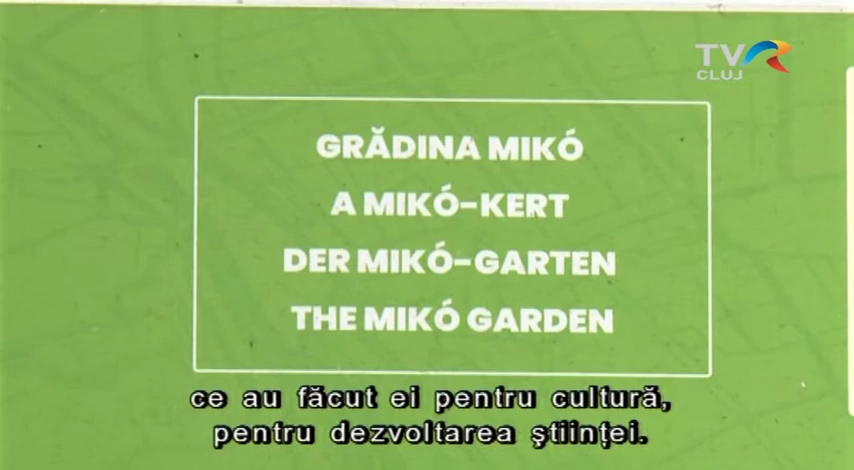 TVR
CLUJ
GRĂDINA MIKÓ
A MIKÓ-KERT
DER MIKÓ-GARTEN
THE MIKÓ GARDEN
ce au făcut ei pentru cultură,
pentru dezvoltarea ştiinţei.